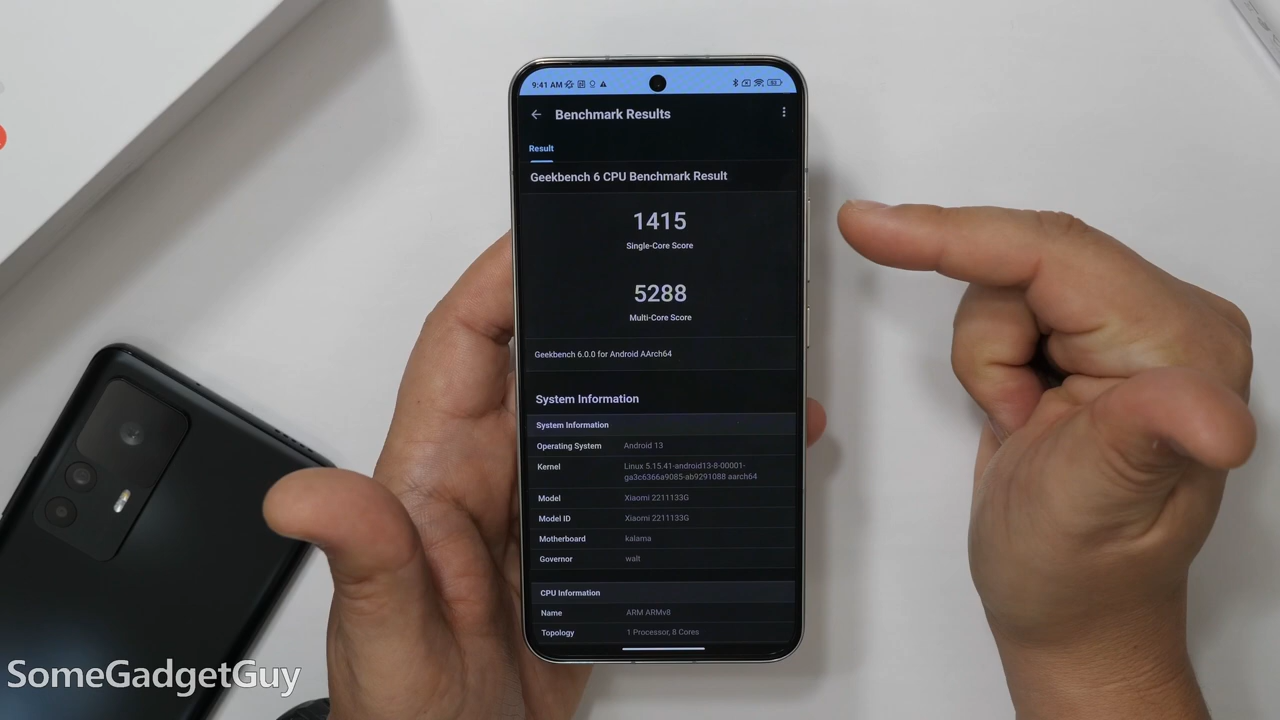 9:41 AM
Benchmark Results
Result
Geekbench 6 CPU Benchmark Result
1415
Single-Core Score
5288
Multi-Core Score
Geekbench 6.0.0 for Android AArch64
System Information
System Information
Operating System Android 13
Kernel Linux 5.15.41-android13-8-00001-
ga3c6366a9085-ab9291088 aarch64
Model Xiaomi 2211133G
Model ID Xiaomi 2211133G
Motherboard kalama
Governor walt
CPU Information
Name ARM ARMv8
Topology 1 Processor, 8 Cores
SomeGadgetGuy